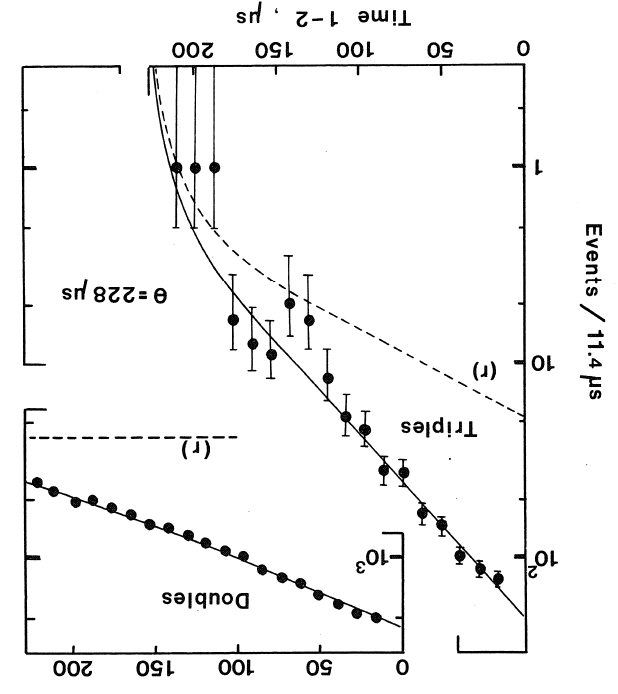 0 50 100 150 200
Doubles
10³
(r)
10²
Triples
(r)
10
θ=228 μs
1
Events / 11.4 μs
0 50 100 150 200
Time 1-2, μs